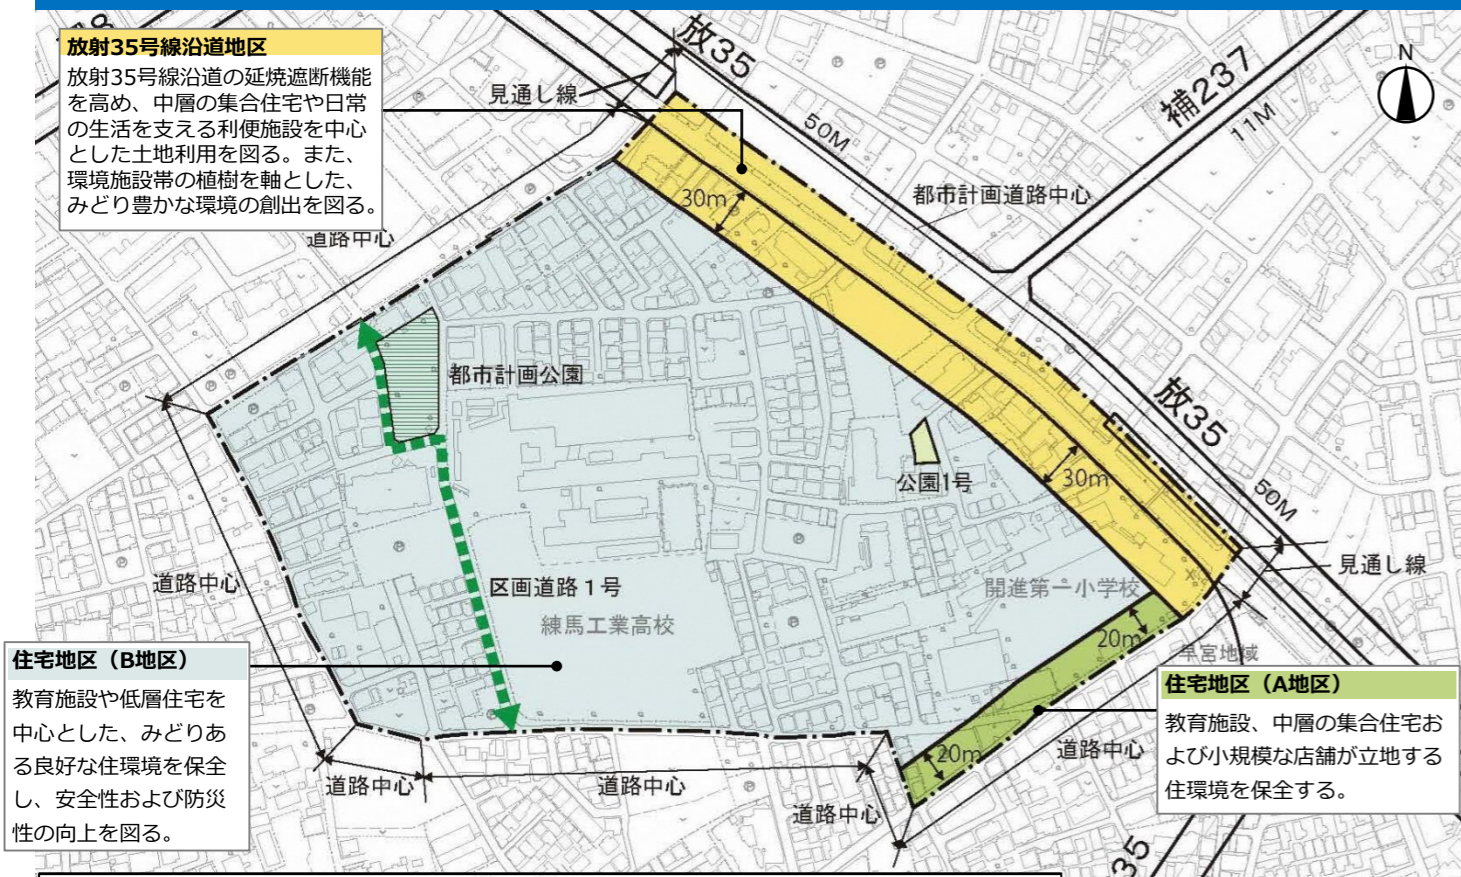 放射35号線沿道地区
放射35号線沿道の延焼遮断機能
を高め、中層の集合住宅や日常
の生活を支える利便施設を中心
とした土地利用を図る。また、
環境施設帯の植樹を軸とした、
みどり豊かな環境の創出を図る。
放35
見通し線
50M
補237
11M
N
都市計画道路中心
30m
道路中心
都市計画公園
放35
公園1号
30m
50M
見通し線
道路中心
区画道路1号
練馬工業高校
開進第一小学校
20m
早宮地域
住宅地区(B地区)
教育施設や低層住宅を
中心とした、みどりあ
る良好な住環境を保全
し、安全性および防災
性の向上を図る。
住宅地区(A地区)
教育施設、中層の集合住宅お
よび小規模な店舗が立地する
住環境を保全する。
20m
道路中心
道路中心
道路中心
道路中心
35